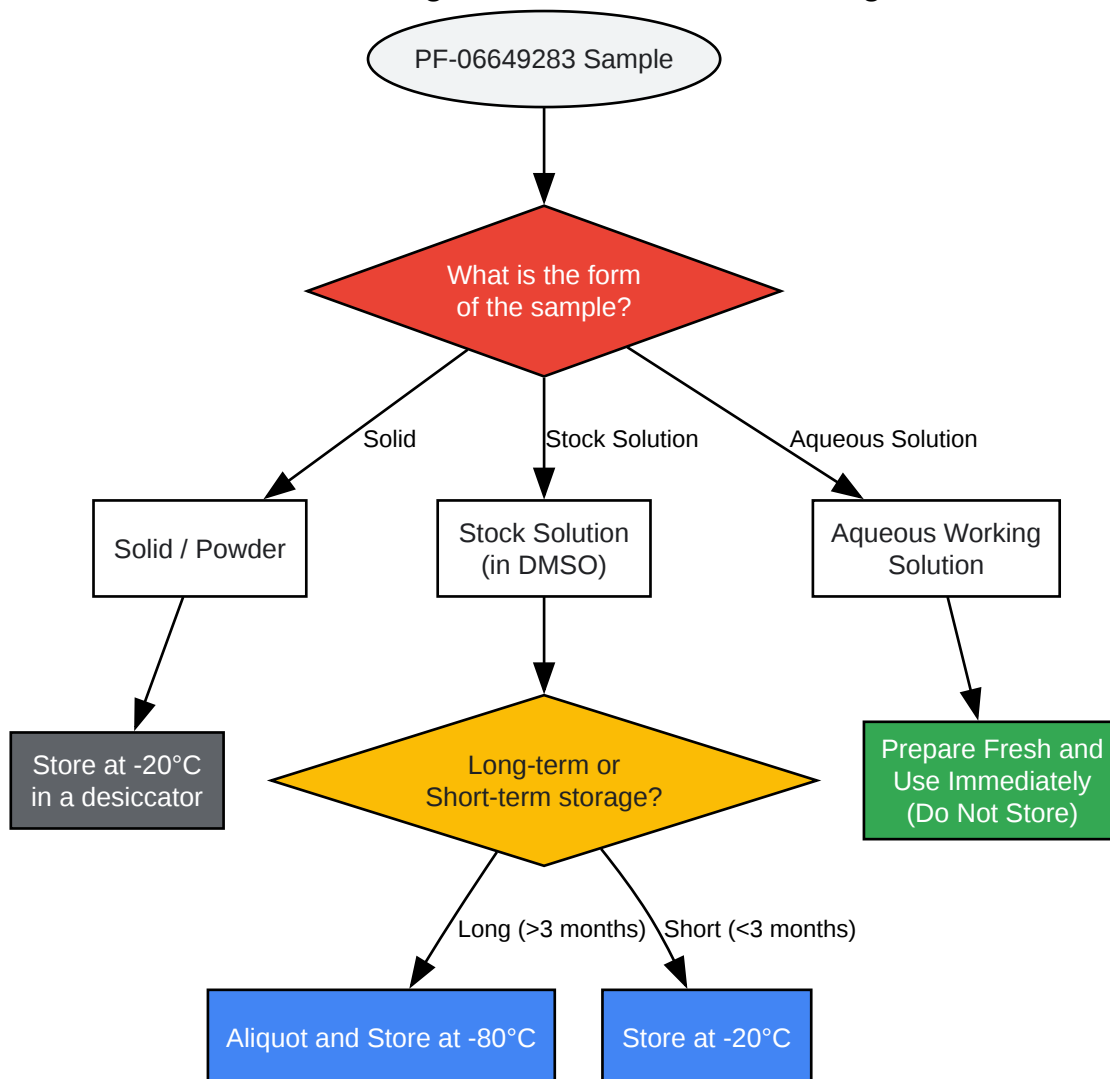 PF-06649283 Sample
What is the form
of the sample?
Solid
Stock Solution
Aqueous Solution
Solid / Powder
Stock Solution
(in DMSO)
Aqueous Working
Solution
Store at -20°C
in a desiccator
Long-term or
Short-term storage?
Prepare Fresh and
Use Immediately
(Do Not Store)
Long (>3 months)
Short (<3 months)
Aliquot and Store at -80°C
Store at -20°C